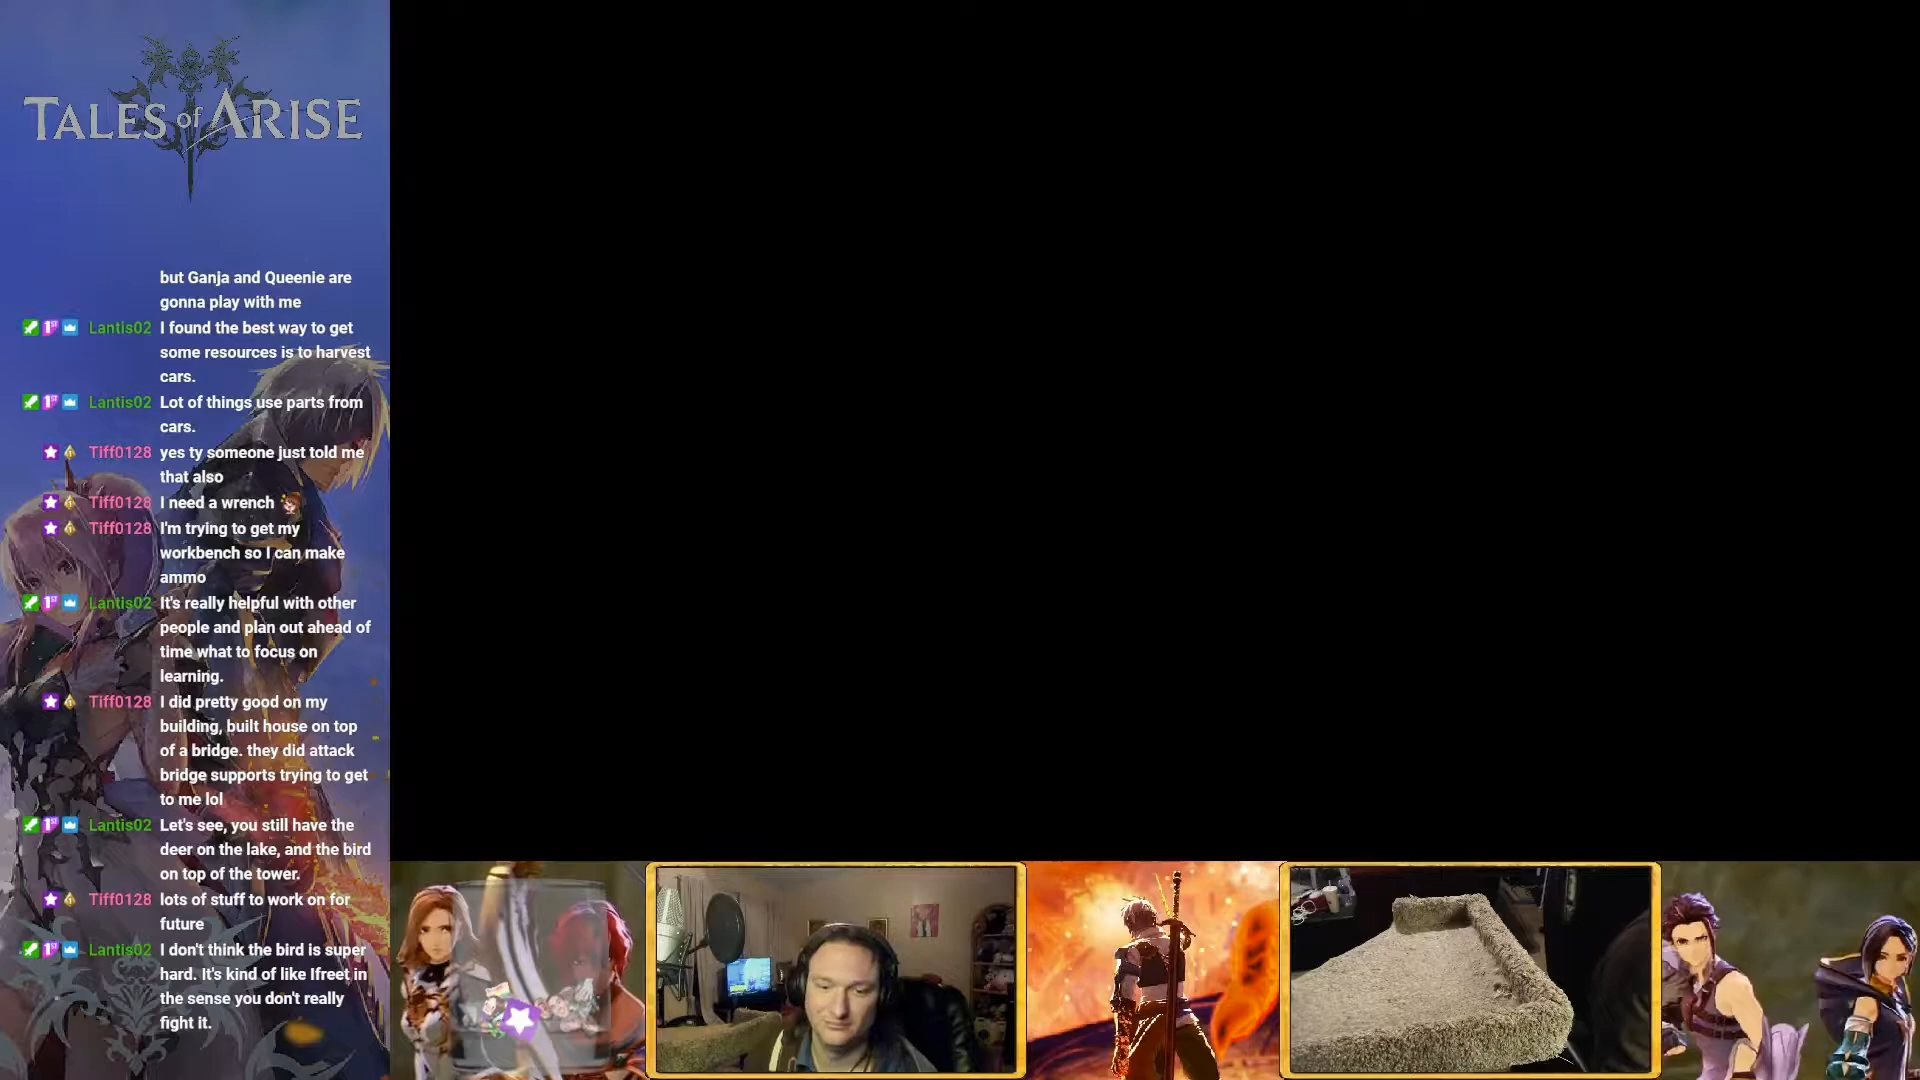 TALES of ARISE
but Ganja and Queenie are
gonna play with me
Lantis02 I found the best way to get
some resources is to harvest
cars.
Lantis02 Lot of things use parts from
cars.
Tiff0128 yes ty someone just told me
that also
Tiff0128 I need a wrench
Tiff0128 I'm trying to get my
workbench so I can make
ammo
Lantis02 It's really helpful with other
people and plan out ahead of
time what to focus on
learning.
Tiff0128 I did pretty good on my
building, built house on top
of a bridge. they did attack
bridge supports trying to get
to me lol
Lantis02 Let's see, you still have the
deer on the lake, and the bird
on top of the tower.
Tiff0128 lots of stuff to work on for
future
Lantis02 I don't think the bird is super
hard. It's kind of like Ifreet in
the sense you don't really
fight it.